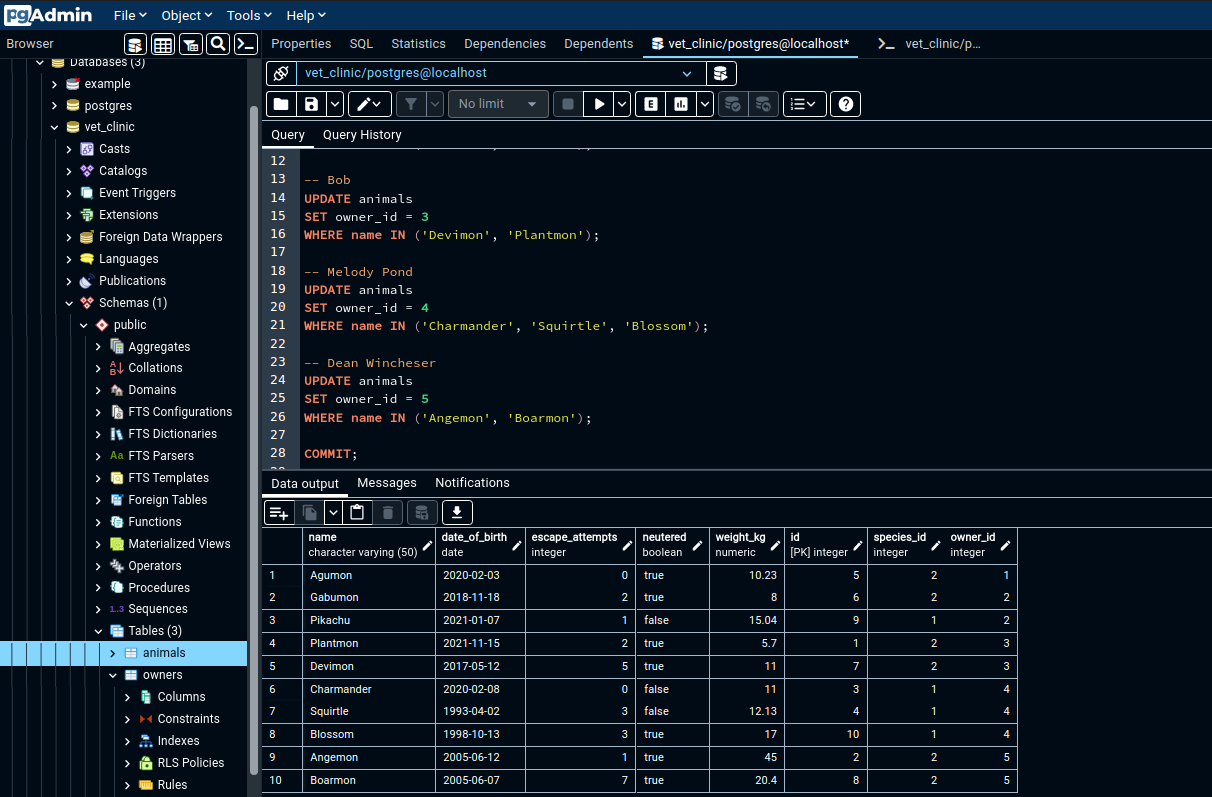 pgAdmin File Object Tools Help
Browser
Properties SQL Statistics Dependencies Dependents vet_clinic/postgres@localhost* vet_clinic/p...
Databases (3)
example
postgres
vet_clinic
Casts
Catalogs
Event Triggers
Extensions
Foreign Data Wrappers
Languages
Publications
Schemas (1)
public
Aggregates
Collations
Domains
FTS Configurations
FTS Dictionaries
Aa FTS Parsers
FTS Templates
Foreign Tables
Functions
Materialized Views
Operators
Procedures
1..3 Sequences
Tables (3)
animals
owners
Columns
Constraints
Indexes
RLS Policies
Rules
vet_clinic/postgres@localhost
No limit
E
Query Query History
12
13 -- Bob
14 UPDATE animals
15 SET owner_id = 3
16 WHERE name IN ('Devimon', 'Plantmon');
17
18 -- Melody Pond
19 UPDATE animals
20 SET owner_id = 4
21 WHERE name IN ('Charmander', 'Squirtle', 'Blossom');
22
23 -- Dean Wincheser
24 UPDATE animals
25 SET owner_id = 5
26 WHERE name IN ('Angemon', 'Boarmon');
27
28 COMMIT;
Data output Messages Notifications
name date_of_birth escape_attempts neutered weight_kg id species_id owner_id
character varying (50) date integer boolean numeric [PK] integer integer integer
1 Agumon 2020-02-03 0 true 10.23 5 2 1
2 Gabumon 2018-11-18 2 true 8 6 2 2
3 Pikachu 2021-01-07 1 false 15.04 9 1 2
4 Plantmon 2021-11-15 2 true 5.7 1 2 3
5 Devimon 2017-05-12 5 true 11 7 2 3
6 Charmander 2020-02-08 0 false 11 3 1 4
7 Squirtle 1993-04-02 3 false 12.13 4 1 4
8 Blossom 1998-10-13 3 true 17 10 1 4
9 Angemon 2005-06-12 1 true 45 2 2 5
10 Boarmon 2005-06-07 7 true 20.4 8 2 5